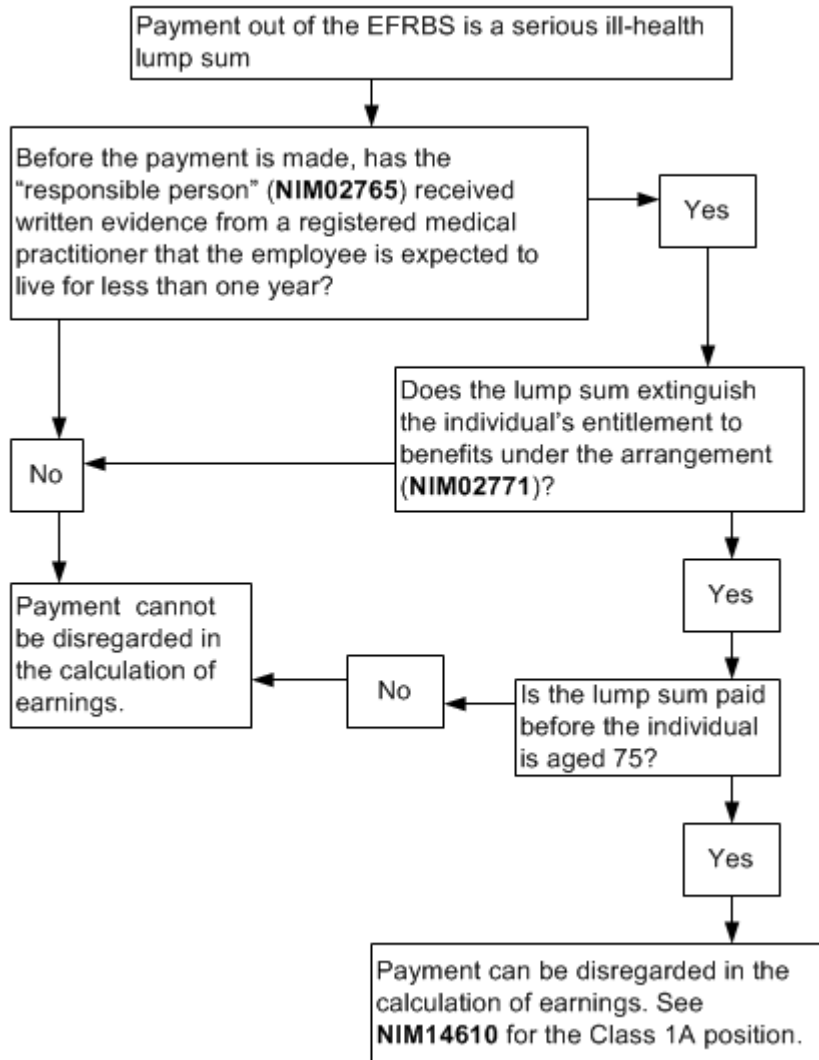 Payment out of the EFRBS is a serious ill-health
lump sum
Before the payment is made, has the
“responsible person” (NIM02765) received
written evidence from a registered medical
practitioner that the employee is expected to
live for less than one year?
Yes
Does the lump sum extinguish
the individual’s entitlement to
benefits under the arrangement
(NIM02771)?
No
Yes
Payment cannot
be disregarded in
the calculation of
earnings.
No
Is the lump sum paid
before the individual
is aged 75?
Yes
Payment can be disregarded in the
calculation of earnings. See
NIM14610 for the Class 1A position.